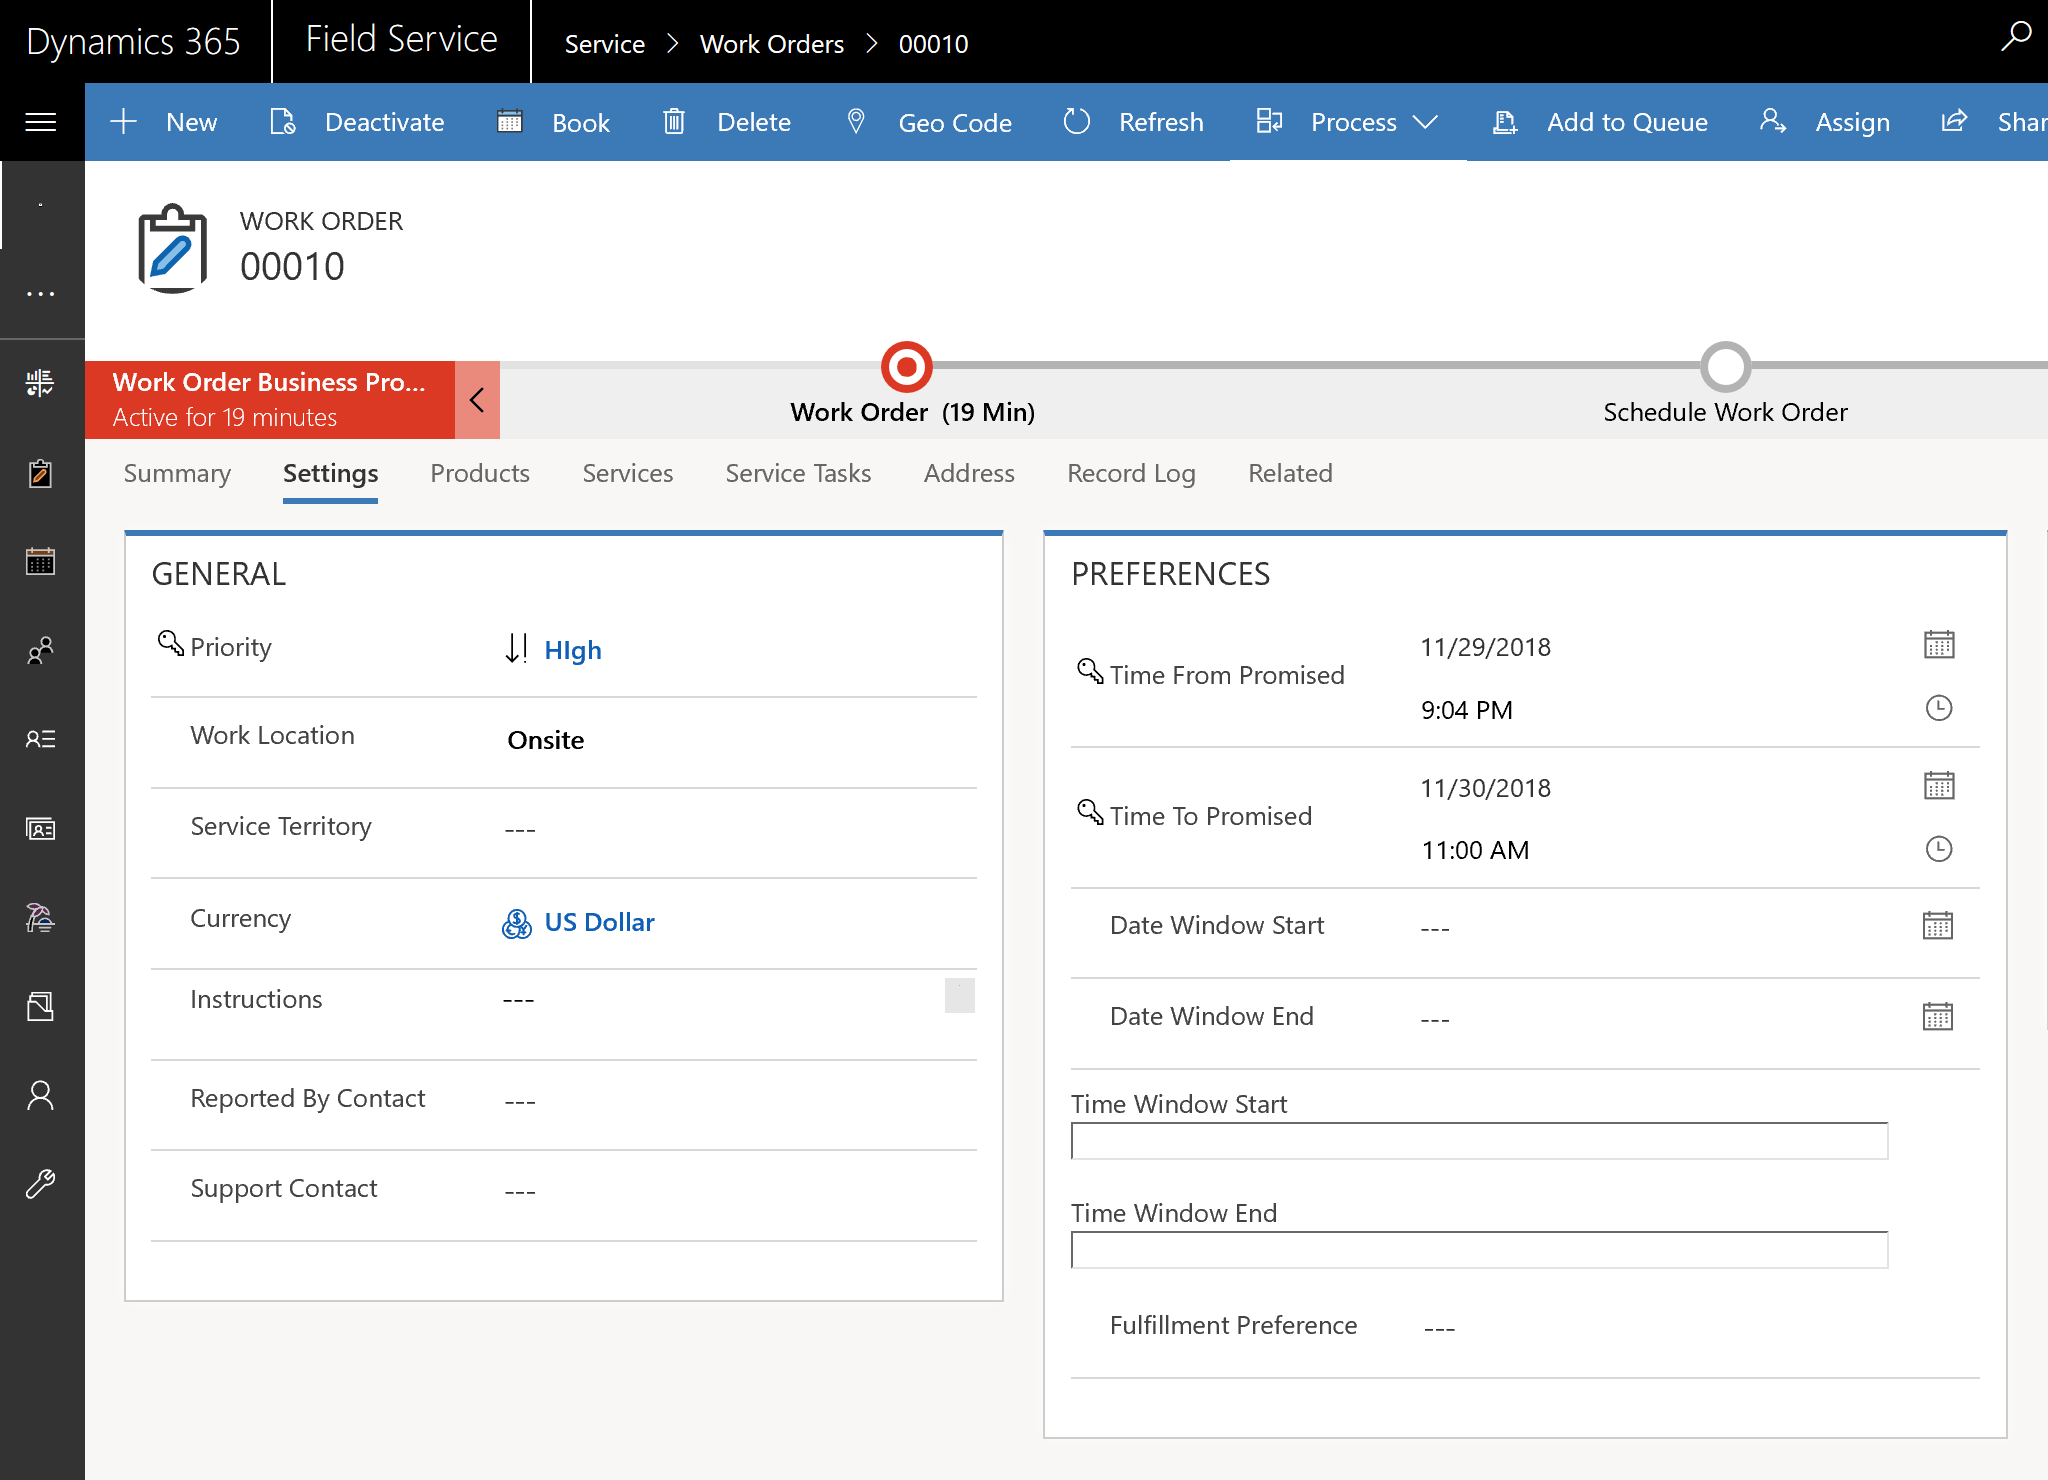 Dynamics 365
Field Service
Service > Work Orders > 00010
New
Deactivate
Book
Delete
Geo Code
Refresh
Process
Add to Queue
Assign
Shar
WORK ORDER
00010
Work Order Business Pro...
Active for 19 minutes
Work Order (19 Min)
Schedule Work Order
Summary
Settings
Products
Services
Service Tasks
Address
Record Log
Related
GENERAL
Priority
HIgh
Work Location
Onsite
Service Territory
---
Currency
US Dollar
Instructions
---
Reported By Contact
---
Support Contact
---
PREFERENCES
Time From Promised
11/29/2018
9:04 PM
Time To Promised
11/30/2018
11:00 AM
Date Window Start
---
Date Window End
---
Time Window Start
Time Window End
Fulfillment Preference
---